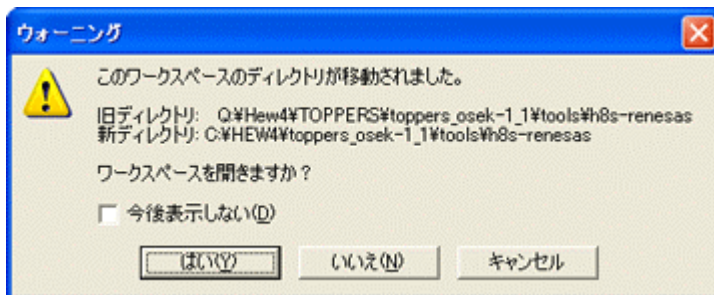 ウォーニング
このワークスペースのディレクトリが移動されました。
旧ディレクトリ: Q:¥Hew4¥TOPPERS¥toppers_osek-1_1¥tools¥h8s-renesas
新ディレクトリ: C:¥HEW4¥toppers_osek-1_1¥tools¥h8s-renesas
ワークスペースを開きますか？
今後表示しない(D)
はい(Y) いいえ(N) キャンセル